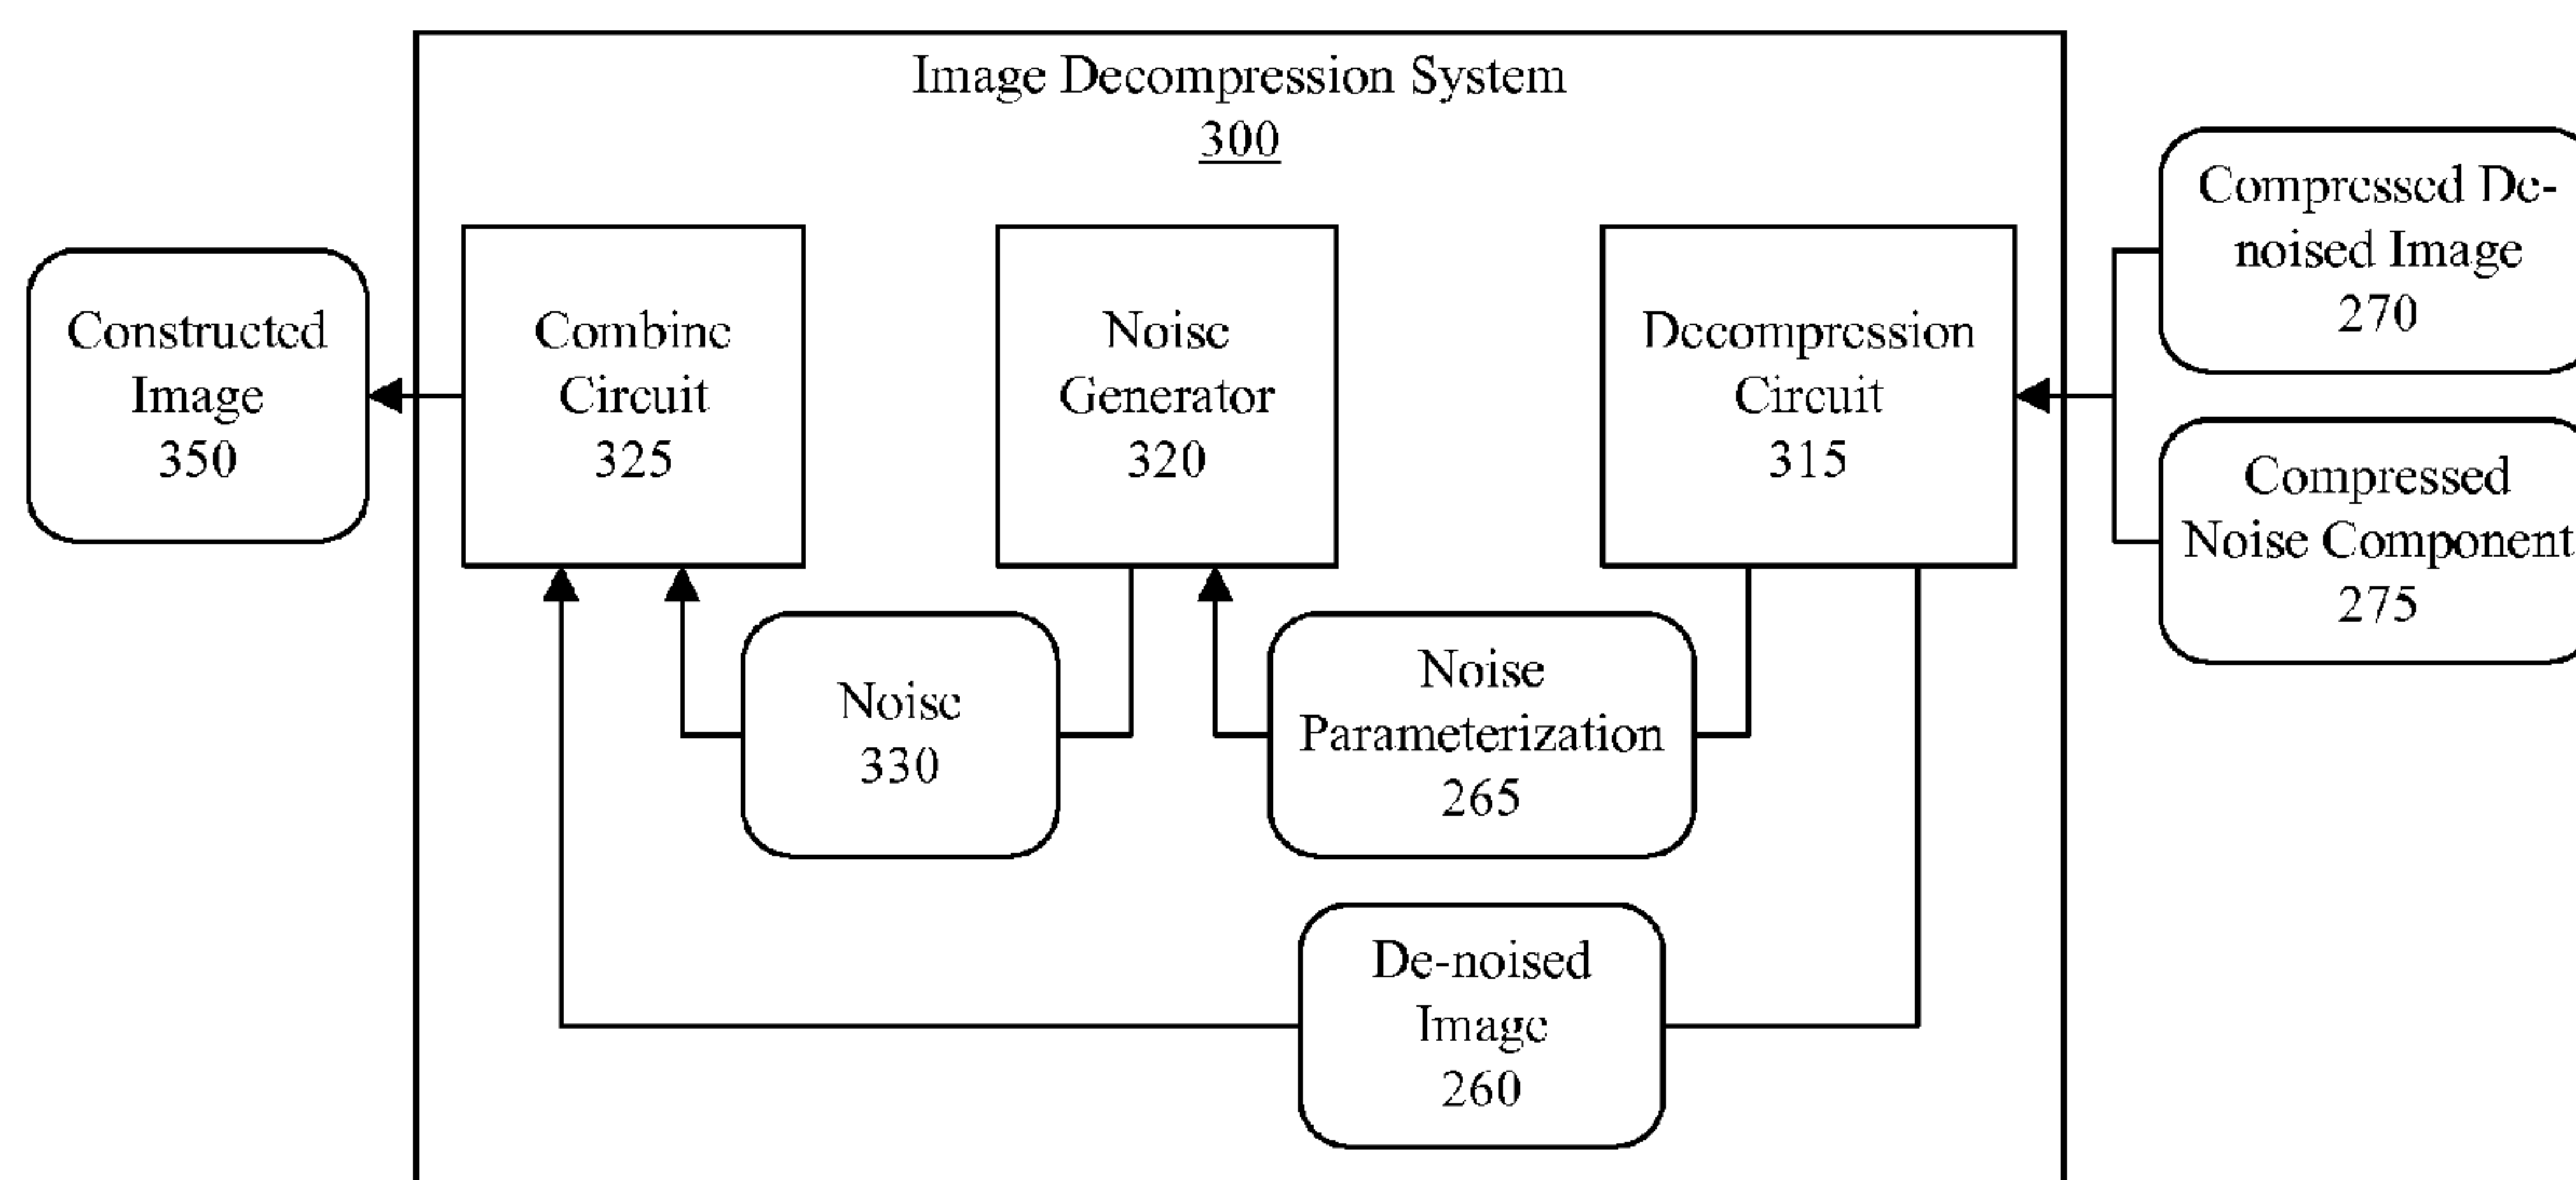 Image Decompression System
300
Constructed
Image
350
Combine
Circuit
325
Noise
Generator
320
Decompression
Circuit
315
Compressed De-
noised Image
270
Compressed
Noise Component
275
Noise
330
Noise
Parameterization
265
De-noised
Image
260